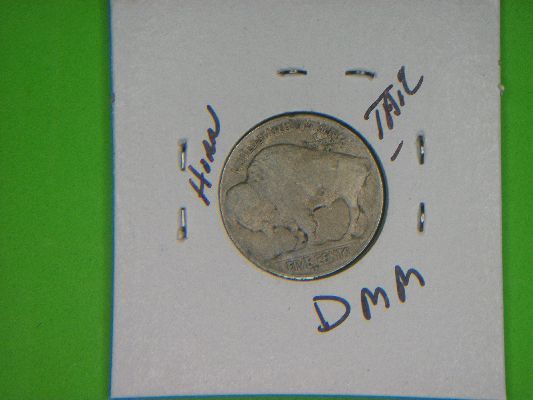 Horn
TAIL
FIVE CENTS
DMM